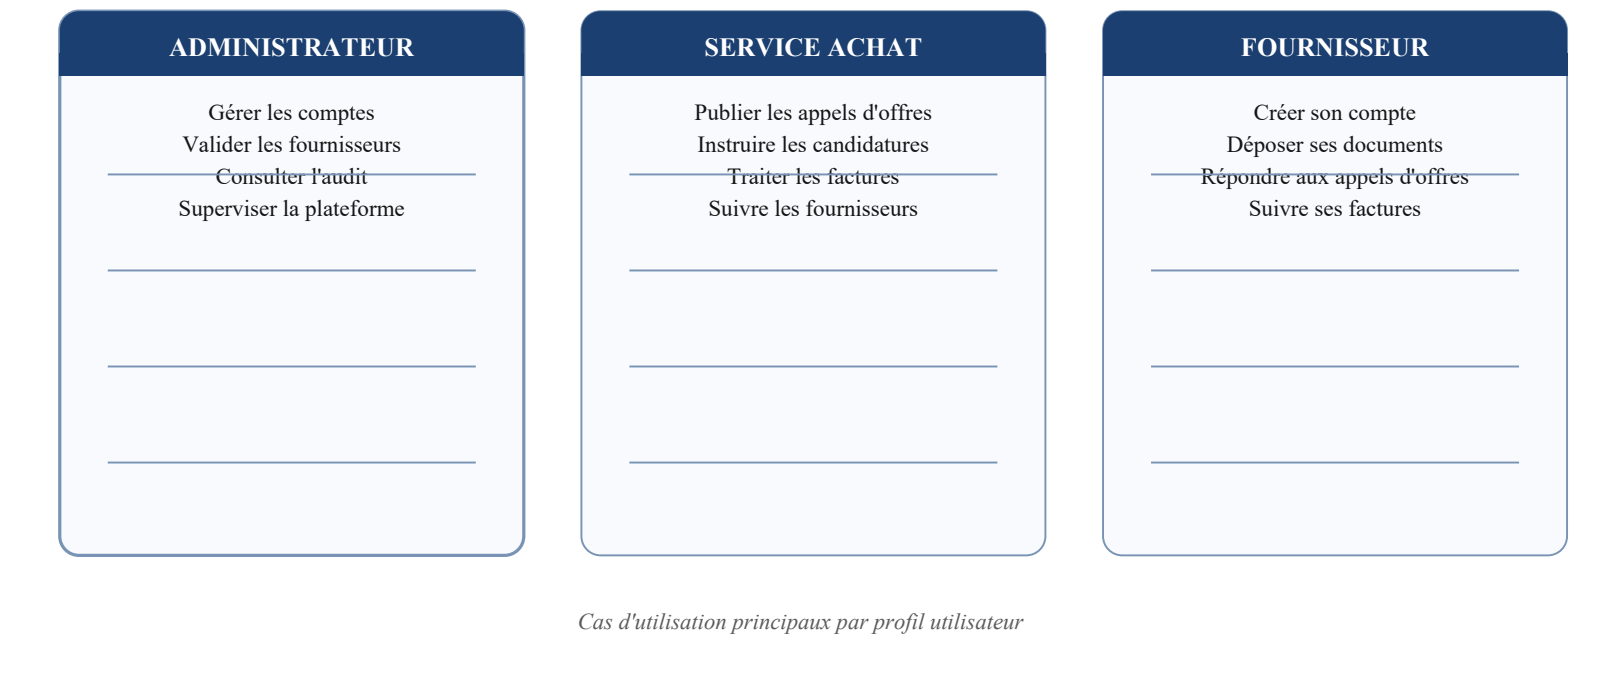 ADMINISTRATEUR
Gérer les comptes
Valider les fournisseurs
Consulter l'audit
Superviser la plateforme
SERVICE ACHAT
Publier les appels d'offres
Instruire les candidatures
Traiter les factures
Suivre les fournisseurs
FOURNISSEUR
Créer son compte
Déposer ses documents
Répondre aux appels d'offres
Suivre ses factures
Cas d'utilisation principaux par profil utilisateur